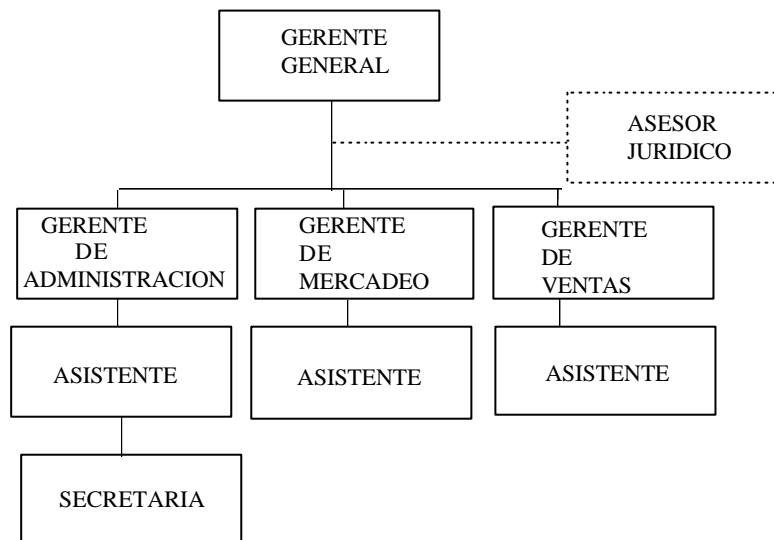 GERENTE
GENERAL
ASESOR
JURIDICO
GERENTE
DE
ADMINISTRACION
GERENTE
DE
MERCADEO
GERENTE
DE
VENTAS
ASISTENTE
ASISTENTE
ASISTENTE
SECRETARIA